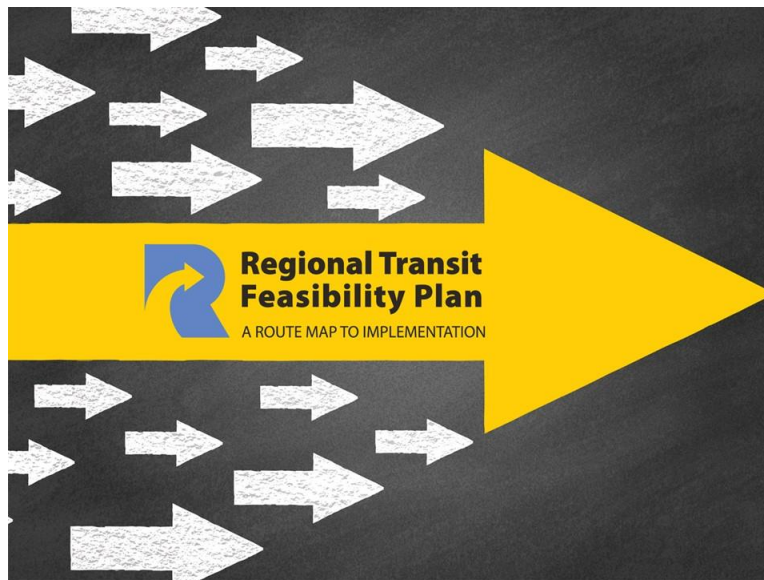 Regional Transit
Feasibility Plan
A ROUTE MAP TO IMPLEMENTATION